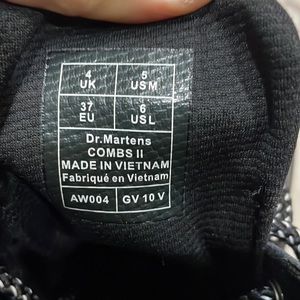 4 UK
5 USM
37 EU
6 USL
Dr.Martens
COMBS II
MADE IN VIETNAM
Fabriqué en Vietnam
AW004
GV 10 V